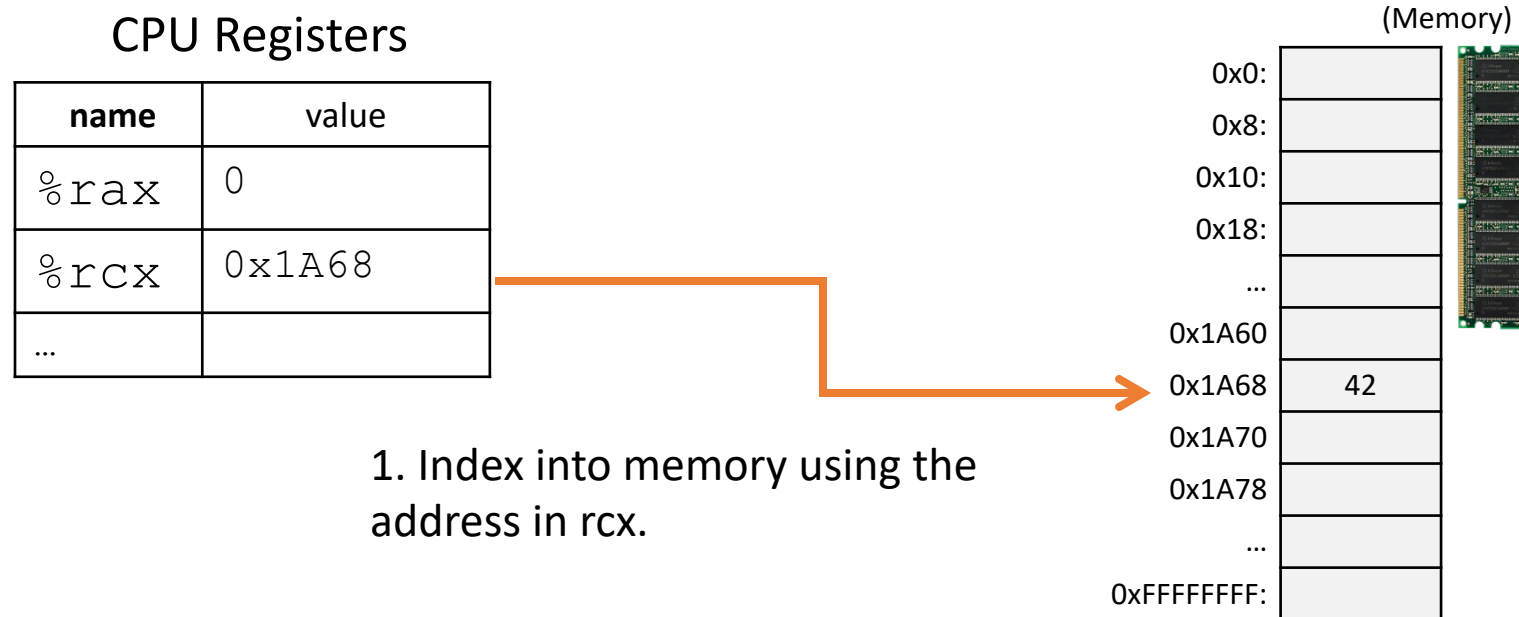 CPU Registers
name value
%rax 0
%rcx 0x1A68
…
1. Index into memory using the
address in rcx.
(Memory)
0x0:
0x8:
0x10:
0x18:
…
0x1A60
0x1A68 42
0x1A70
0x1A78
…
0xFFFFFFFF: